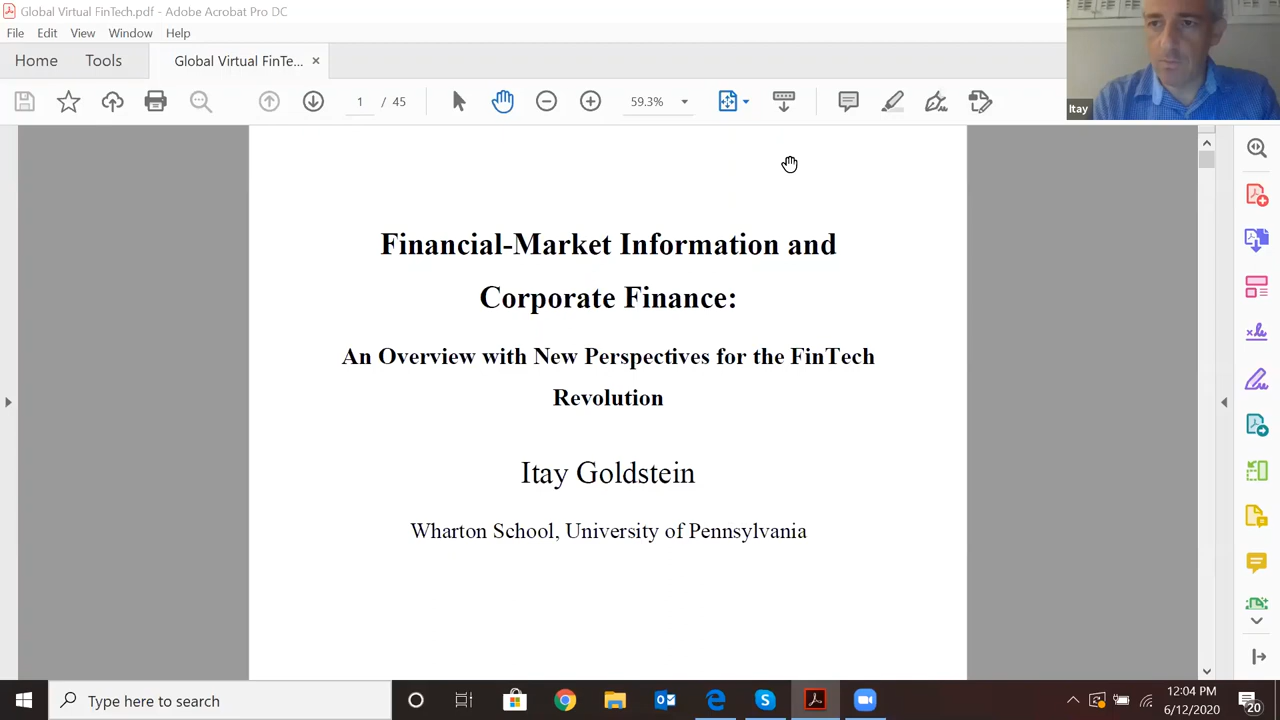 Global Virtual FinTech.pdf - Adobe Acrobat Pro DC
File Edit View Window Help
Home Tools Global Virtual FinTe... ×
1 / 45 59.3%
Itay
Financial-Market Information and
Corporate Finance:
An Overview with New Perspectives for the FinTech
Revolution
Itay Goldstein
Wharton School, University of Pennsylvania
Type here to search
12:04 PM
6/12/2020
20